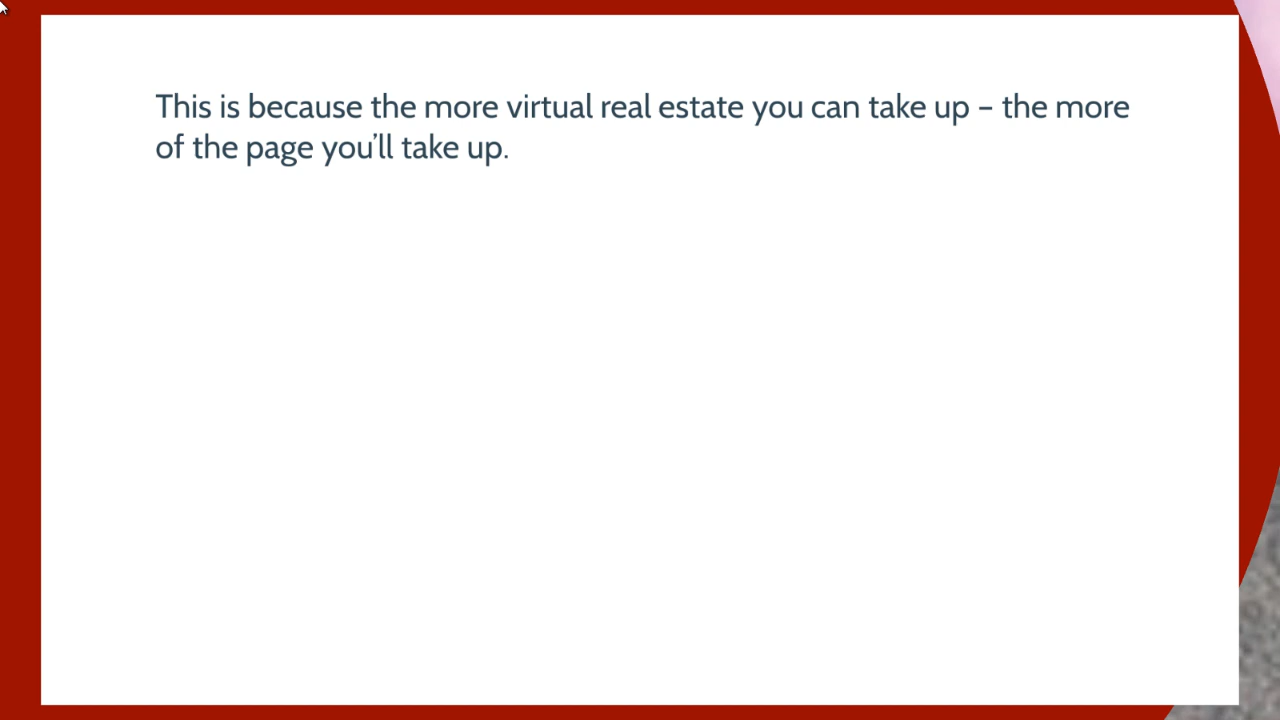 This is because the more virtual real estate you can take up – the more
of the page you’ll take up.